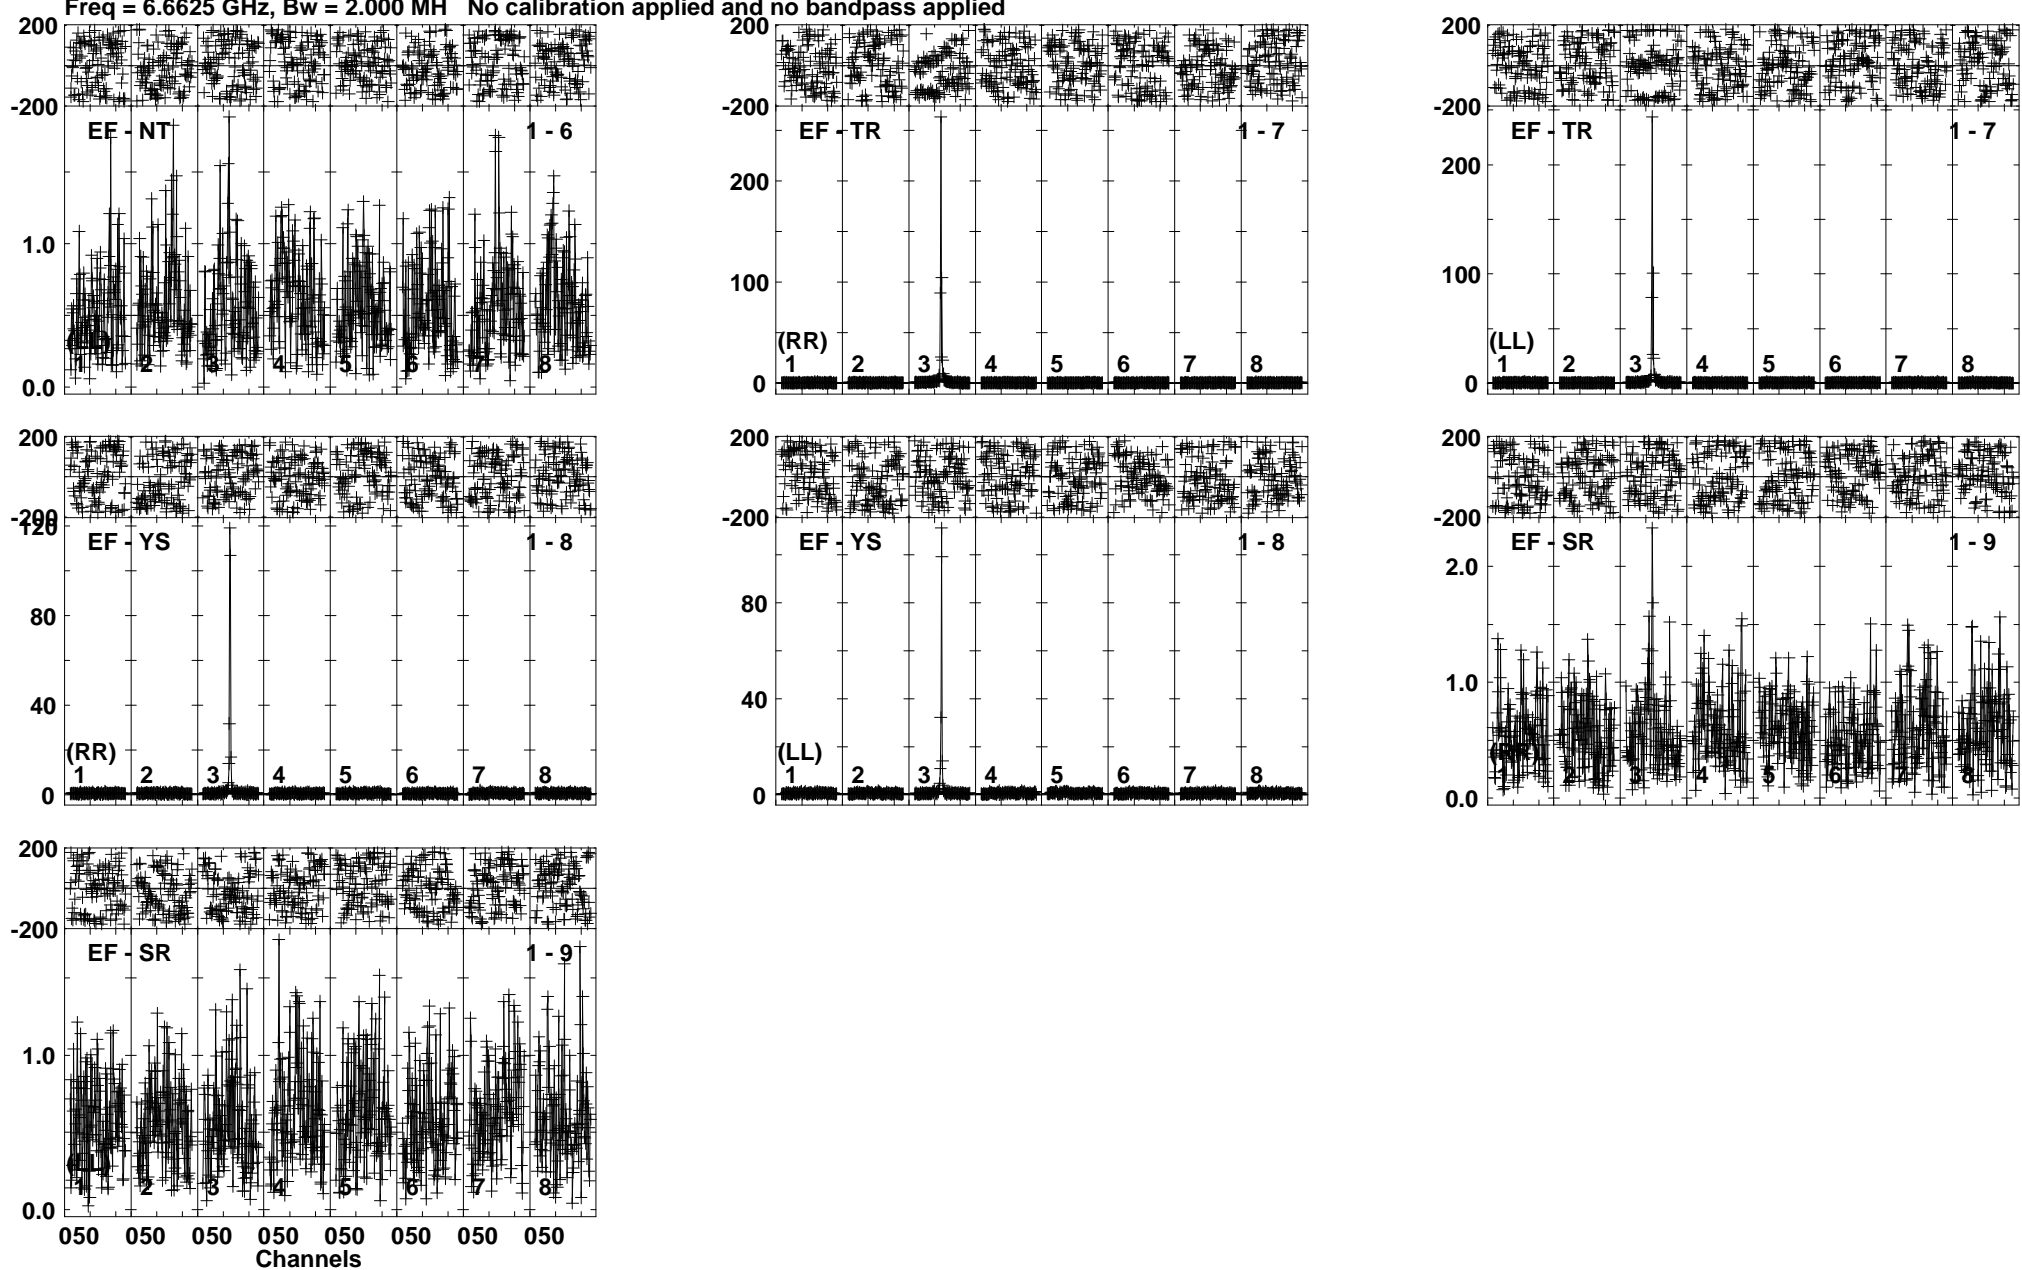 Freq = 6.6625 GHz, Bw = 2.000 MH   No calibration applied and no bandpass applied
200
-200
EF - NT 1 - 6
1.0
0.0
(LL)
1 2 3 4 5 6 7 8
200
-200
EF - TR 1 - 7
200
100
0
(RR)
1 2 3 4 5 6 7 8
200
-200
EF - TR 1 - 7
200
100
0
(LL)
1 2 3 4 5 6 7 8
200
-200
120
EF - YS 1 - 8
80
40
0
(RR)
1 2 3 4 5 6 7 8
200
-200
EF - YS 1 - 8
80
40
0
(LL)
1 2 3 4 5 6 7 8
200
-200
EF - SR 1 - 9
2.0
1.0
0.0
(RR)
1 2 3 4 5 6 7 8
200
-200
EF - SR 1 - 9
1.0
0.0
(LL)
1 2 3 4 5 6 7 8
050 050 050 050 050 050 050 050
Channels